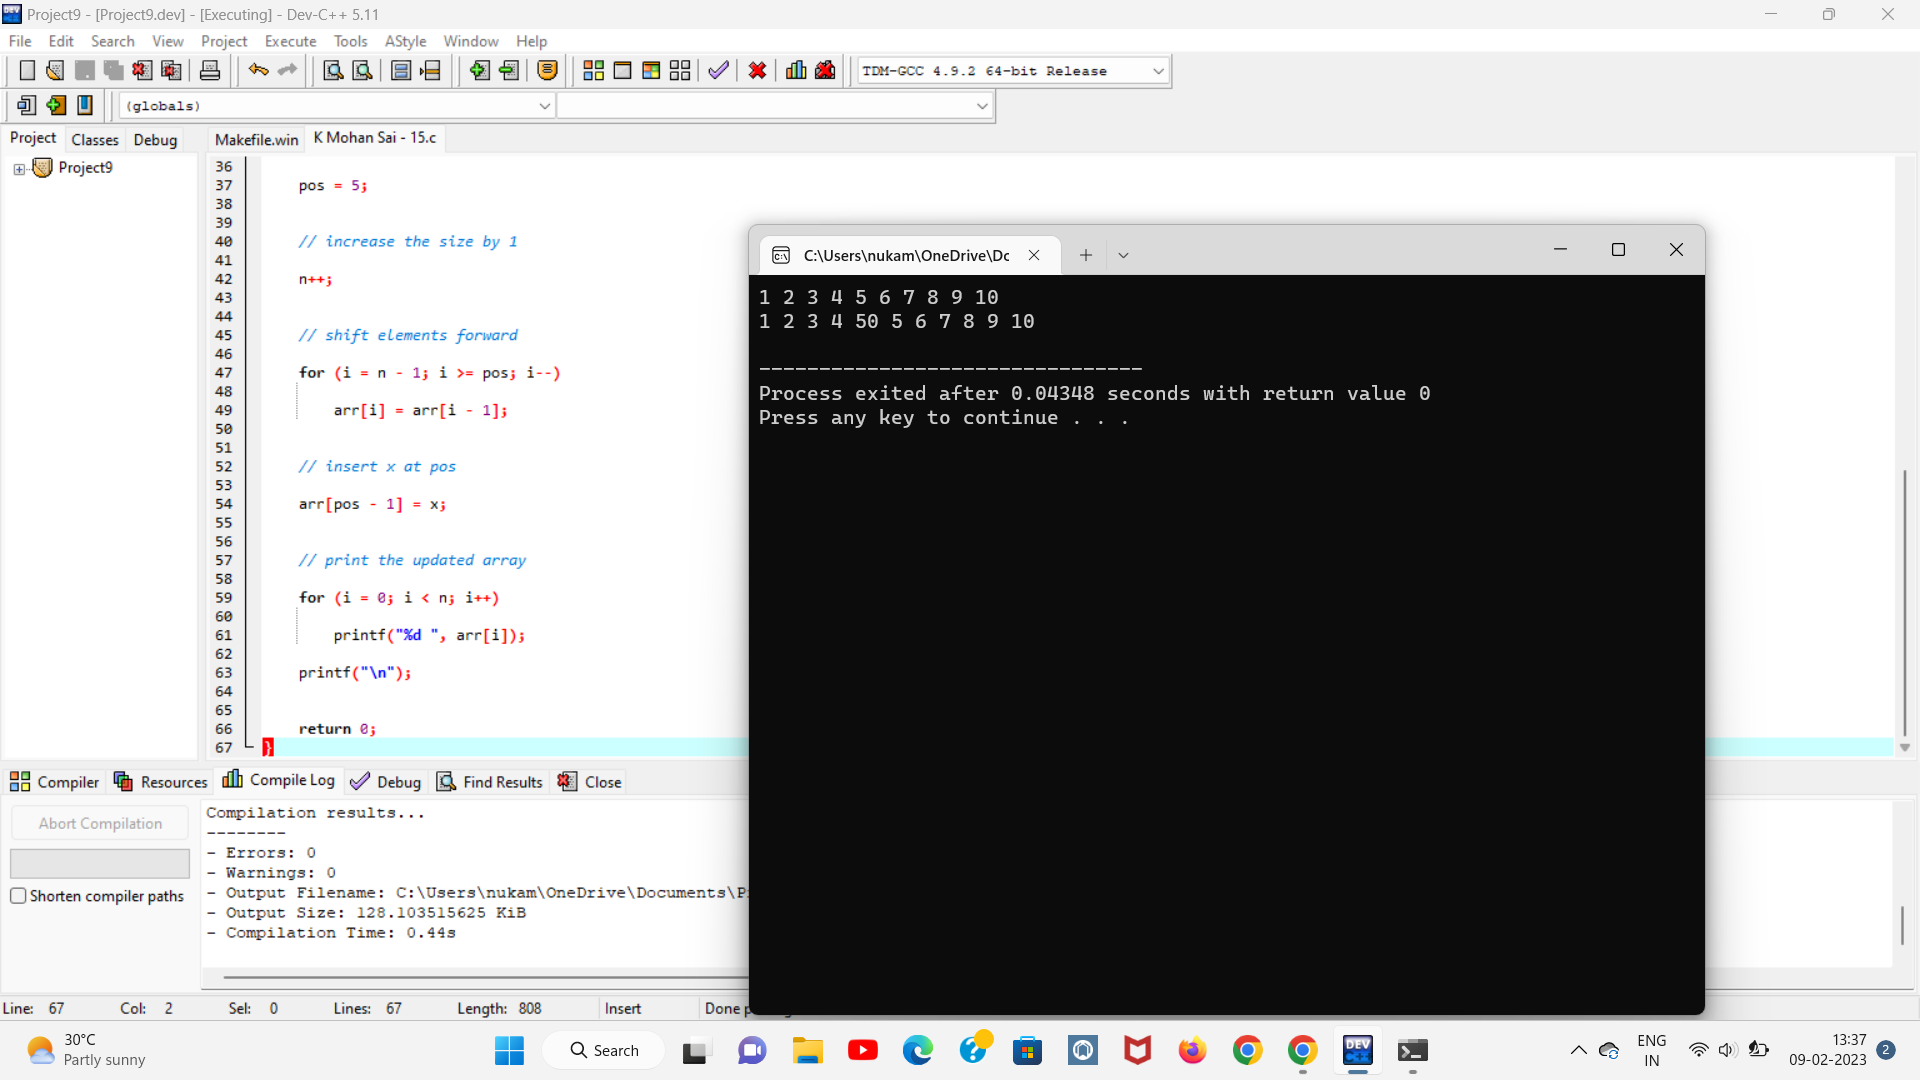 Project9 - [Project9.dev] - [Executing] - Dev-C++ 5.11
File Edit Search View Project Execute Tools AStyle Window Help
TDM-GCC 4.9.2 64-bit Release
(globals)
Project Classes Debug
Makefile.win K Mohan Sai - 15.c
Project9
36
37 pos = 5;
38
39
40 // increase the size by 1
41
42 n++;
43
44
45 // shift elements forward
46
47 for (i = n - 1; i >= pos; i--)
48
49 arr[i] = arr[i - 1];
50
51
52 // insert x at pos
53
54 arr[pos - 1] = x;
55
56
57 // print the updated array
58
59 for (i = 0; i < n; i++)
60
61 printf("%d ", arr[i]);
62
63 printf("\n");
64
65
66 return 0;
67 }
C:\Users\nukam\OneDrive\Dc
1 2 3 4 5 6 7 8 9 10
1 2 3 4 50 5 6 7 8 9 10
--------------------------------
Process exited after 0.04348 seconds with return value 0
Press any key to continue . . .
Compiler Resources Compile Log Debug Find Results Close
Abort Compilation
Shorten compiler paths
Compilation results...
--------
- Errors: 0
- Warnings: 0
- Output Filename: C:\Users\nukam\OneDrive\Documents\P
- Output Size: 128.103515625 KiB
- Compilation Time: 0.44s
Line: 67 Col: 2 Sel: 0 Lines: 67 Length: 808 Insert Done
30°C
Partly sunny
Search
DEV
ENG
IN
13:37
09-02-2023
2